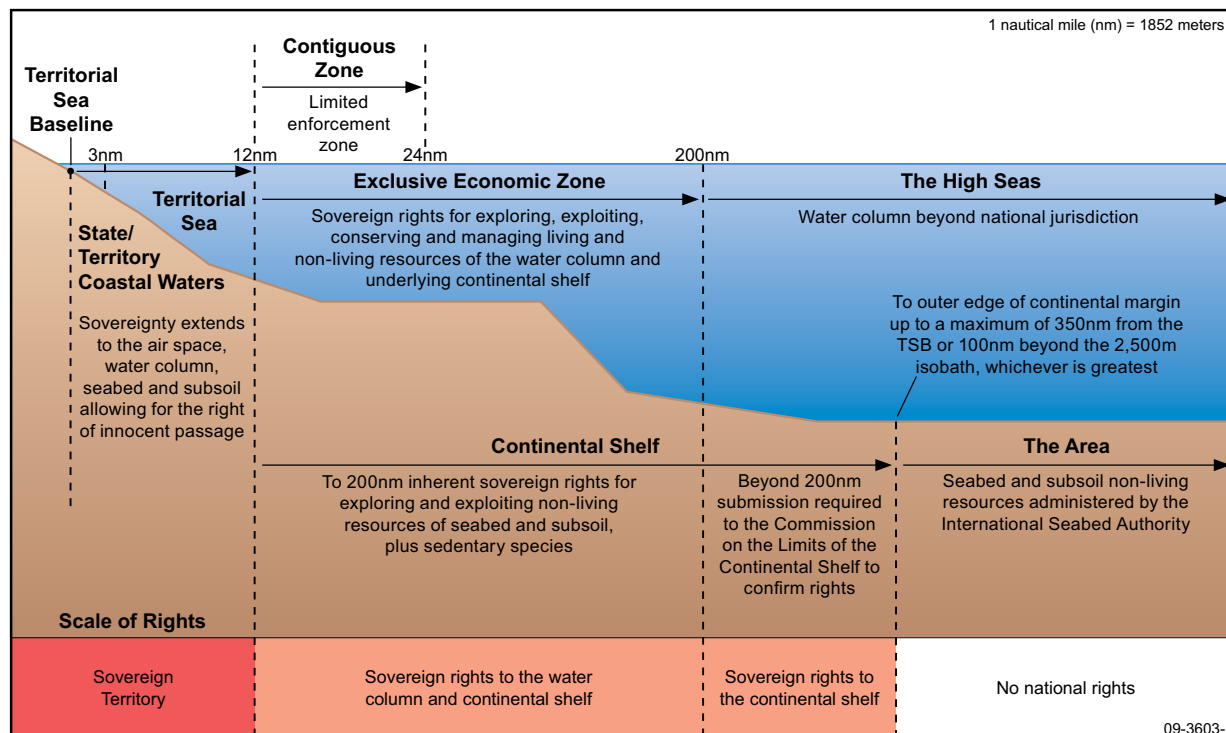 1 nautical mile (nm) = 1852 meters
Contiguous
Zone
Limited
enforcement
zone
Territorial
Sea
Baseline
3nm
12nm
24nm
200nm
Territorial
Sea
State/
Territory
Coastal Waters
Sovereignty extends
to the air space,
water column,
seabed and subsoil
allowing for the right
of innocent passage
Exclusive Economic Zone
Sovereign rights for exploring, exploiting,
conserving and managing living and
non-living resources of the water column and
underlying continental shelf
The High Seas
Water column beyond national jurisdiction
To outer edge of continental margin
up to a maximum of 350nm from the
TSB or 100nm beyond the 2,500m
isobath, whichever is greatest
Continental Shelf
To 200nm inherent sovereign rights for
exploring and exploiting non-living
resources of seabed and subsoil,
plus sedentary species
Beyond 200nm
submission required
to the Commission
on the Limits of the
Continental Shelf to
confirm rights
The Area
Seabed and subsoil non-living
resources administered by the
International Seabed Authority
Scale of Rights
Sovereign
Territory
Sovereign rights to the water
column and continental shelf
Sovereign rights to
the continental shelf
No national rights
09-3603-